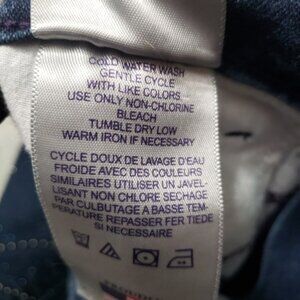 COLD WATER WASH
GENTLE CYCLE
WITH LIKE COLORS
USE ONLY NON-CHLORINE
BLEACH
TUMBLE DRY LOW
WARM IRON IF NECESSARY
CYCLE DOUX DE LAVAGE D'EAU
FROIDE AVEC DES COULEURS
SIMILAIRES UTILISER UN JAVEL-
LISANT NON CHLORE SECHAGE
PAR CULBUTAGE A BASSE TEM-
PERATURE REPASSER FER TIEDE
SI NECESSAIRE